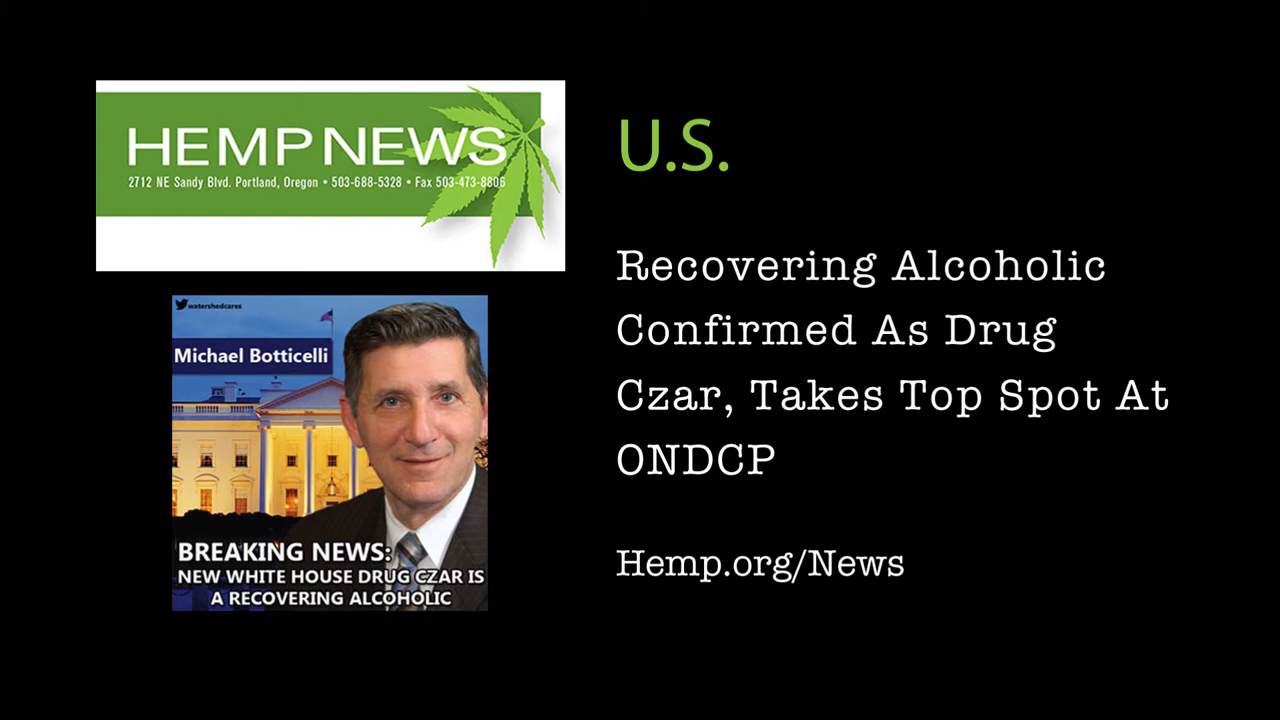 HEMP NEWS
2712 NE Sandy Blvd. Portland, Oregon • 503-688-5328 • Fax 503-473-8806
watershedcares
Michael Botticelli
BREAKING NEWS:
NEW WHITE HOUSE DRUG CZAR IS
A RECOVERING ALCOHOLIC
U.S.
Recovering Alcoholic
Confirmed As Drug
Czar, Takes Top Spot At
ONDCP
Hemp.org/News